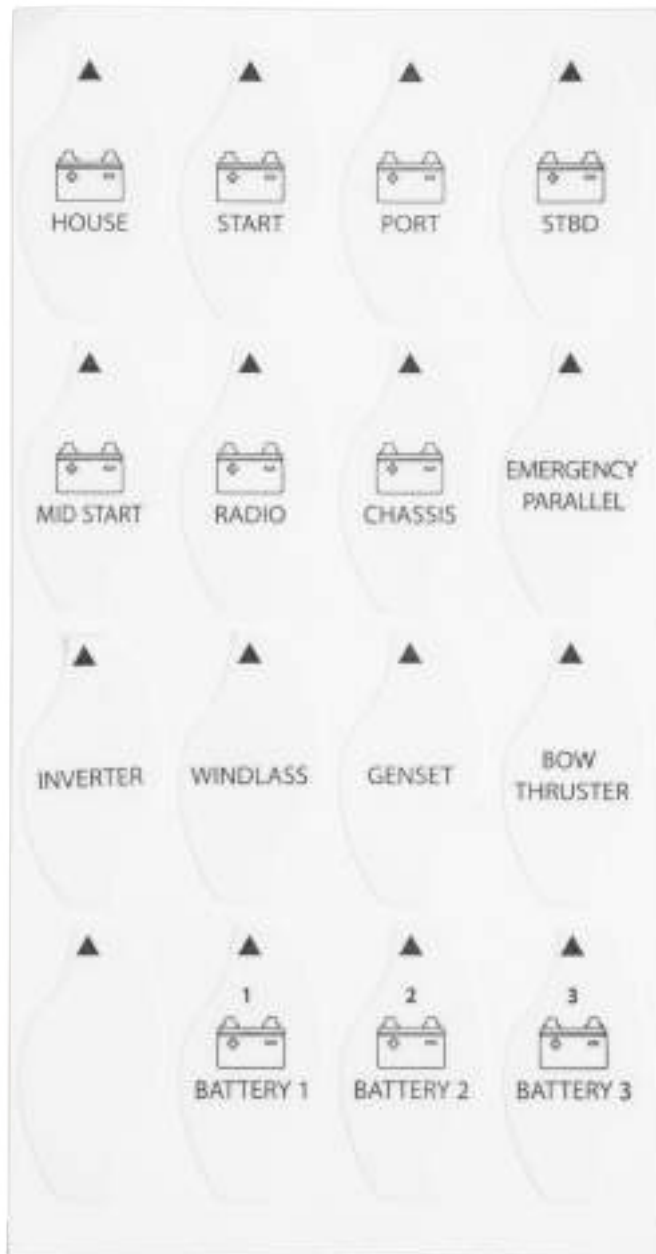 HOUSE START PORT STBD
MID START RADIO CHASSIS EMERGENCY
PARALLEL
INVERTER WINDLASS GENSET BOW
THRUSTER
1 2 3
BATTERY 1 BATTERY 2 BATTERY 3